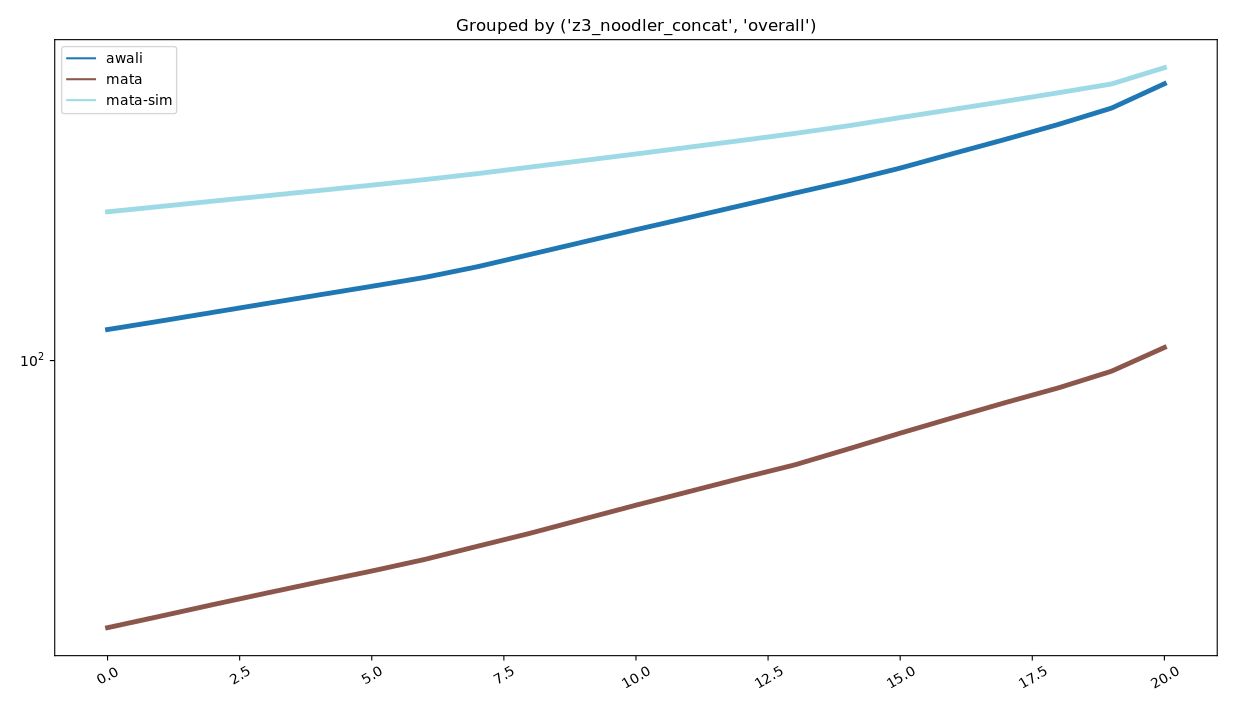 Grouped by ('z3_noodler_concat', 'overall')
awali
mata
mata-sim
10²
0.0 2.5 5.0 7.5 10.0 12.5 15.0 17.5 20.0